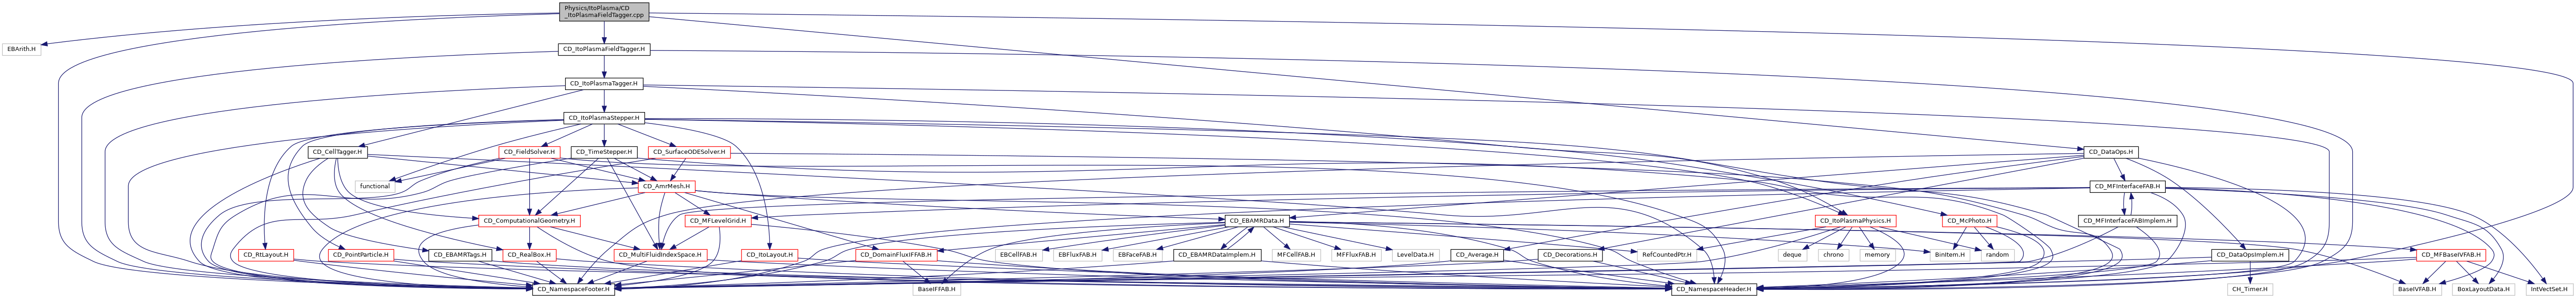 Physics/ItoPlasma/CD
_ItoPlasmaFieldTagger.cpp
EBArith.H
CD_ItoPlasmaFieldTagger.H
CD_ItoPlasmaTagger.H
CD_ItoPlasmaStepper.H
CD_CellTagger.H
CD_FieldSolver.H
CD_TimeStepper.H
CD_SurfaceODESolver.H
CD_DataOps.H
functional
CD_AmrMesh.H
CD_MFInterfaceFAB.H
CD_ComputationalGeometry.H
CD_MFLevelGrid.H
CD_EBAMRData.H
CD_ItoPlasmaPhysics.H
CD_McPhoto.H
CD_MFInterfaceFABImplem.H
CD_RtLayout.H
CD_PointParticle.H
CD_EBAMRTags.H
CD_RealBox.H
CD_MultiFluidIndexSpace.H
CD_ItoLayout.H
CD_DomainFluxIFFAB.H
EBCellFAB.H
EBFluxFAB.H
EBFaceFAB.H
CD_EBAMRDataImplem.H
MFCellFAB.H
MFFluxFAB.H
LevelData.H
CD_Average.H
CD_Decorations.H
RefCountedPtr.H
deque
chrono
memory
BinItem.H
random
CD_DataOpsImplem.H
CD_MFBaseIVFAB.H
CD_NamespaceFooter.H
BaseIFFAB.H
CD_NamespaceHeader.H
CH_Timer.H
BaseIVFAB.H
BoxLayoutData.H
IntVectSet.H